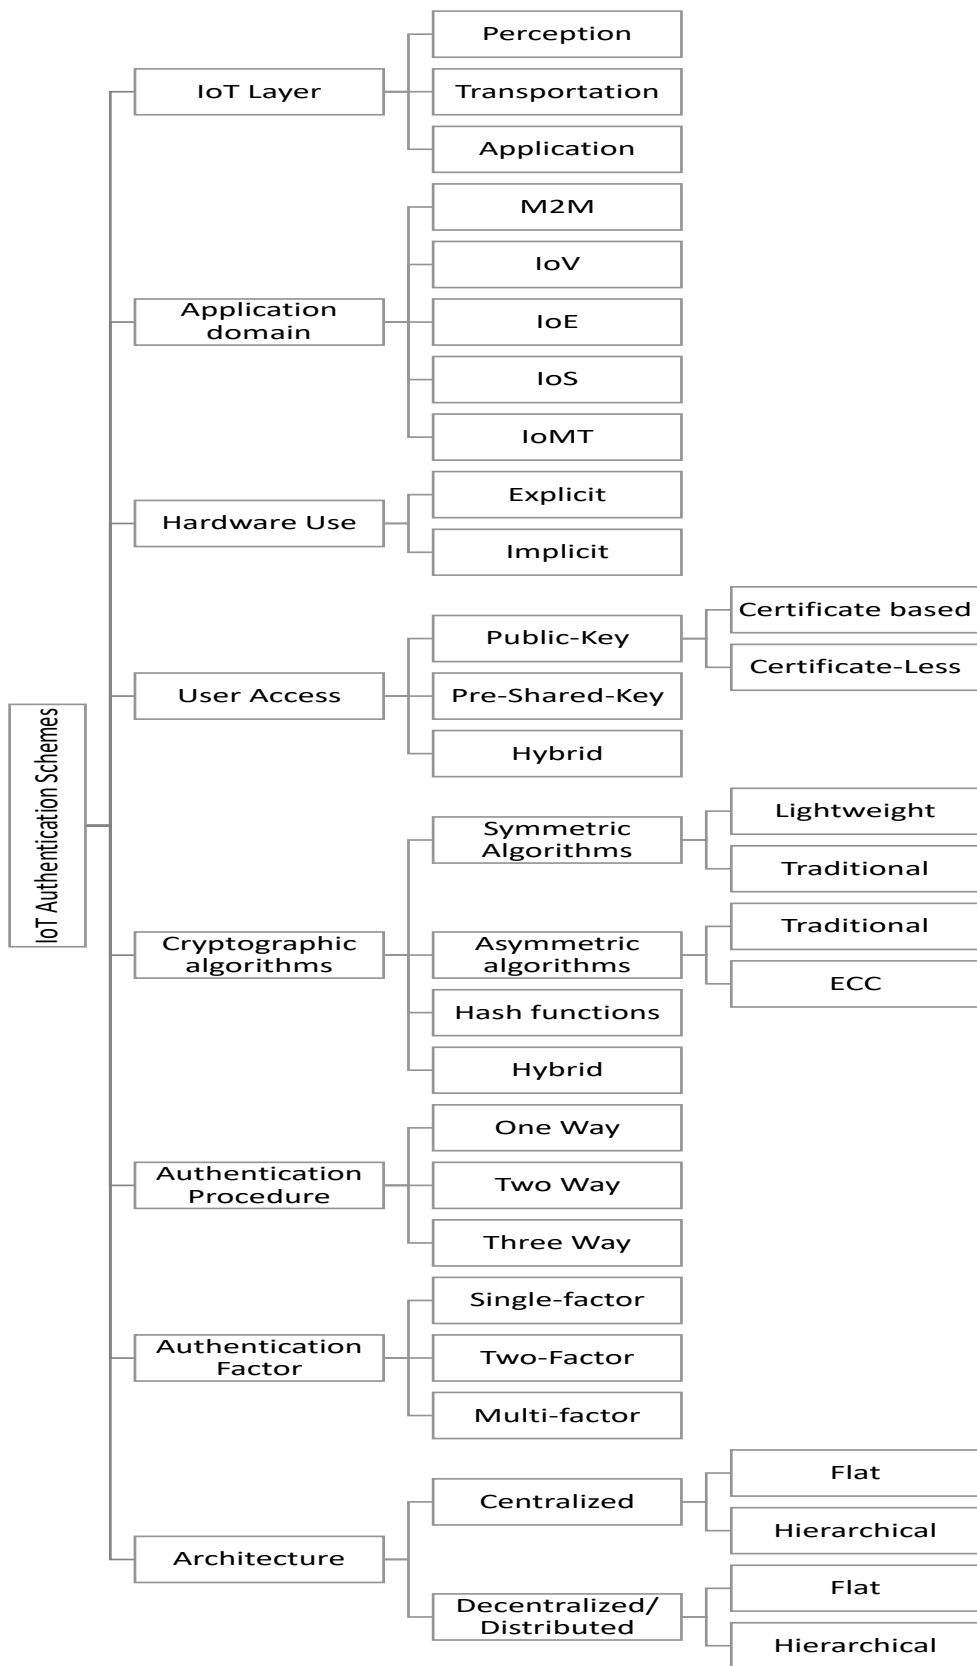 IoT Authentication Schemes
IoT Layer
Perception
Transportation
Application
Application
domain
M2M
IoV
IoE
IoS
IoMT
Hardware Use
Explicit
Implicit
User Access
Public-Key
Certificate based
Certificate-Less
Pre-Shared-Key
Hybrid
Cryptographic
algorithms
Symmetric
Algorithms
Lightweight
Traditional
Asymmetric
algorithms
Traditional
ECC
Hash functions
Hybrid
Authentication
Procedure
One Way
Two Way
Three Way
Authentication
Factor
Single-factor
Two-Factor
Multi-factor
Architecture
Centralized
Flat
Hierarchical
Decentralized/
Distributed
Flat
Hierarchical